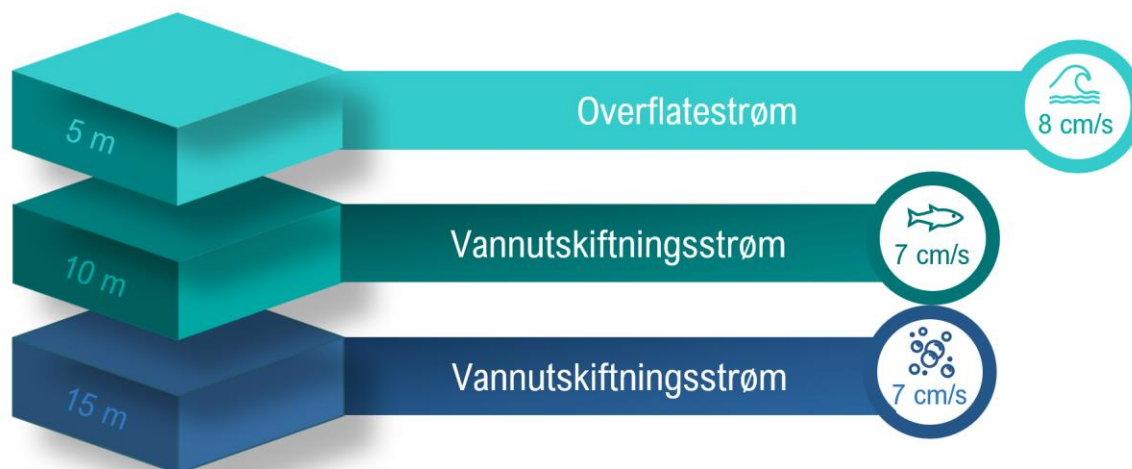 5 m
Overflatestrøm
8 cm/s
10 m
Vannutskiftningsstrøm
7 cm/s
15 m
Vannutskiftningsstrøm
7 cm/s